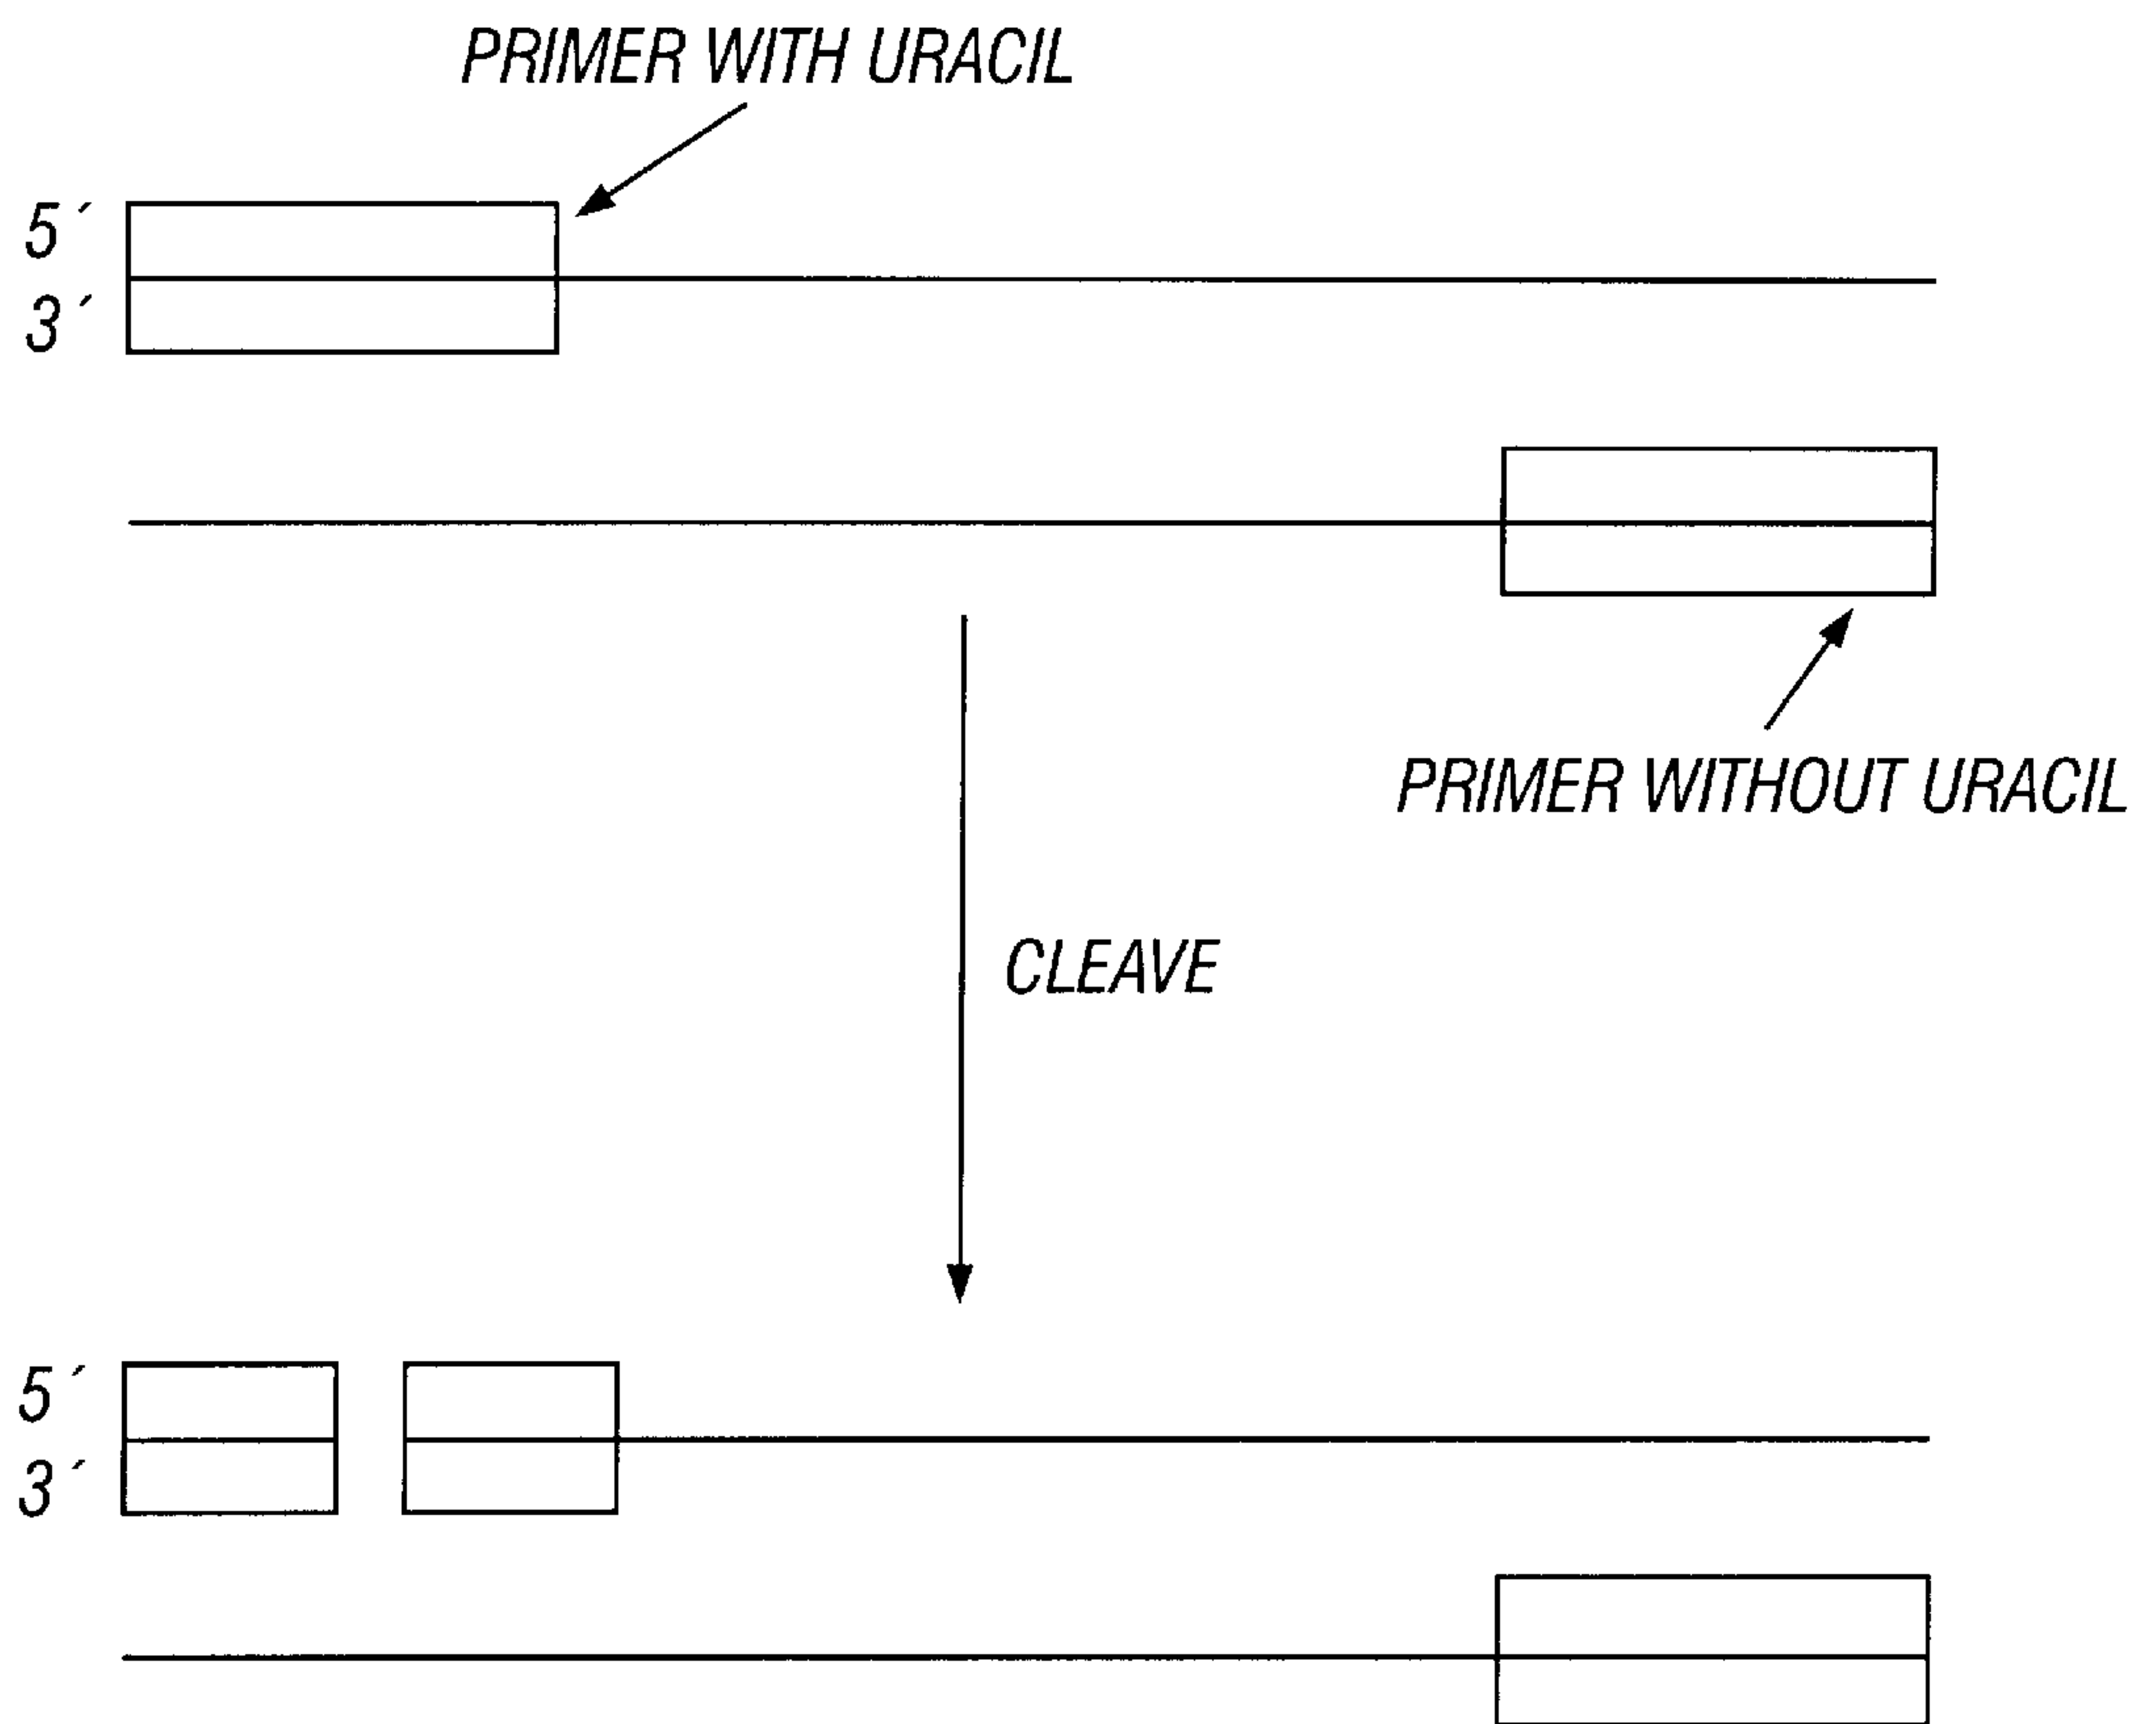 PRIMER WITH URACIL
5´
3´
PRIMER WITHOUT URACIL
CLEAVE
5´
3´